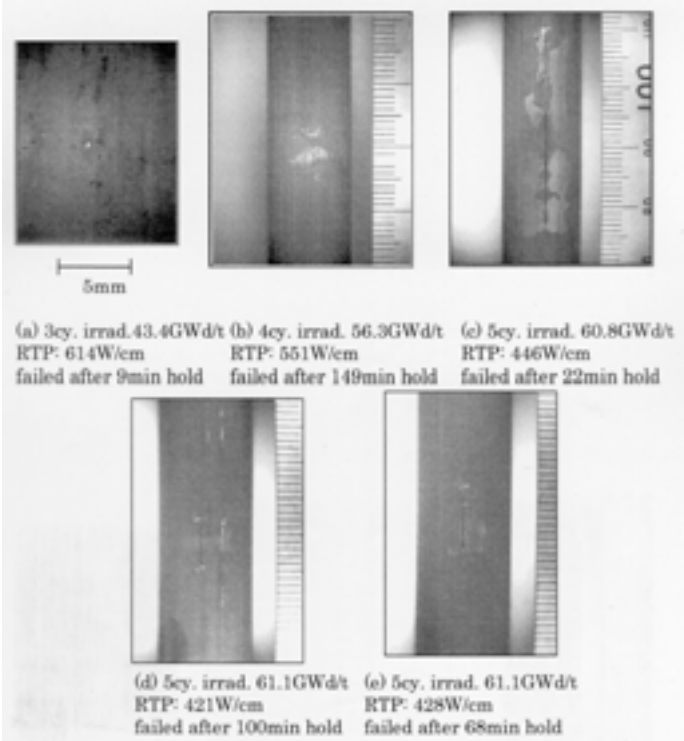 5mm
(a) 3cy. irrad.43.4GWd/t
RTP: 614W/cm
failed after 9min hold
(b) 4cy. irrad. 56.3GWd/t
RTP: 551W/cm
failed after 149min hold
(c) 5cy. irrad. 60.8GWd/t
RTP: 446W/cm
failed after 22min hold
(d) 5cy. irrad. 61.1GWd/t
RTP: 421W/cm
failed after 100min hold
(e) 5cy. irrad. 61.1GWd/t
RTP: 428W/cm
failed after 68min hold